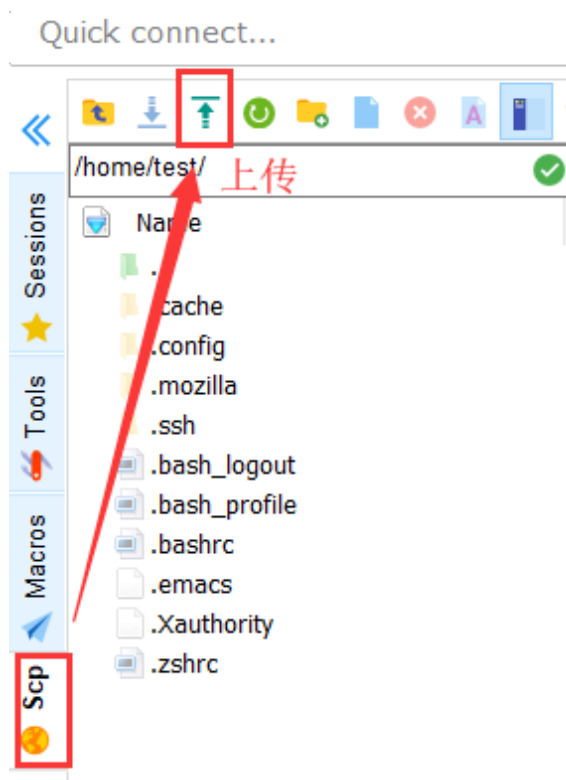 Quick connect...
/home/test/
上传
Name
..
.cache
.config
.mozilla
.ssh
.bash_logout
.bash_profile
.bashrc
.emacs
.Xauthority
.zshrc
Sessions
Tools
Macros
Scp
A